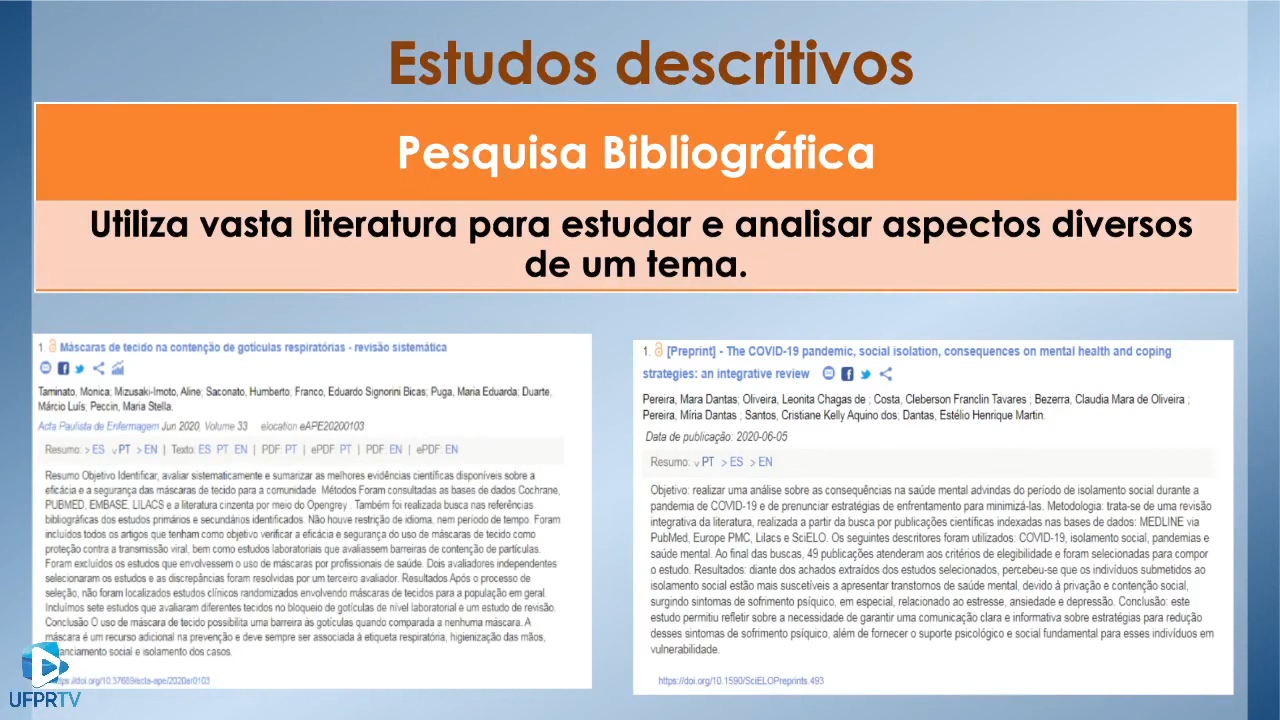 Estudos descritivos
Pesquisa Bibliográfica
Utiliza vasta literatura para estudar e analisar aspectos diversos
de um tema.
1. Máscaras de tecido na contenção de gotículas respiratórias - revisão sistemática
Taminato, Monica, Mizusaki-Imoto, Aline; Saconato, Humberto; Franco, Eduardo Signorini Bicas; Puga, Maria Eduarda; Duarte,
Márcio Luís, Peccin, Maria Stella.
Acta Paulista de Enfermagem Jun 2020, Volume 33 elocation eAPE20200103
Resumo: > ES v PT > EN | Texto: ES PT EN | PDF: PT | ePDF: PT | PDF: EN | ePDF: EN
Resumo Objetivo Identificar, avaliar sistematicamente e sumarizar as melhores evidências científicas disponíveis sobre a
eficácia e a segurança das máscaras de tecido para a comunidade. Métodos Foram consultadas as bases de dados Cochrane,
PUBMED, EMBASE, LILACS e a literatura cinzenta por meio do Opengrey . Também foi realizada busca nas referências
bibliográficas dos estudos primários e secundários identificados. Não houve restrição de idioma, nem período de tempo. Foram
incluídos todos os artigos que tenham como objetivo verificar a eficácia e segurança do uso de máscaras de tecido como
proteção contra a transmissão viral, bem como estudos laboratoriais que avaliassem barreiras de contenção de partículas.
Foram excluídos os estudos que envolvessem o uso de máscaras por profissionais de saúde. Dois avaliadores independentes
selecionaram os estudos e as discrepâncias foram resolvidas por um terceiro avaliador. Resultados Após o processo de
seleção, não foram localizados estudos clínicos randomizados envolvendo máscaras de tecidos para a população em geral.
Incluímos sete estudos que avaliaram diferentes tecidos no bloqueio de gotículas de nível laboratorial e um estudo de revisão.
Conclusão O uso de máscara de tecido possibilita uma barreira às gotículas quando comparada a nenhuma máscara. A
máscara é um recurso adicional na prevenção e deve sempre ser associada à etiqueta respiratória, higienização das mãos,
anciamento social e isolamento dos casos.
https://doi.org/10.37689/acta-ape/2020ar0103
1. [Preprint] - The COVID-19 pandemic, social isolation, consequences on mental health and coping
strategies: an integrative review
Pereira, Mara Dantas; Oliveira, Leonita Chagas de ; Costa, Cleberson Franclin Tavares ; Bezerra, Claudia Mara de Oliveira ;
Pereira, Míria Dantas ; Santos, Cristiane Kelly Aquino dos, Dantas, Estélio Henrique Martin.
Data de publicação: 2020-06-05
Resumo: v PT > ES > EN
Objetivo: realizar uma análise sobre as consequências na saúde mental advindas do período de isolamento social durante a
pandemia de COVID-19 e de prenunciar estratégias de enfrentamento para minimizá-las. Metodologia: trata-se de uma revisão
integrativa da literatura, realizada a partir da busca por publicações científicas indexadas nas bases de dados: MEDLINE via
PubMed, Europe PMC, Lilacs e SciELO. Os seguintes descritores foram utilizados: COVID-19, isolamento social, pandemias e
saúde mental. Ao final das buscas, 49 publicações atenderam aos critérios de elegibilidade e foram selecionadas para compor
o estudo. Resultados: diante dos achados extraídos dos estudos selecionados, percebeu-se que os indivíduos submetidos ao
isolamento social estão mais suscetíveis a apresentar transtornos de saúde mental, devido à privação e contenção social,
surgindo sintomas de sofrimento psíquico, em especial, relacionado ao estresse, ansiedade e depressão. Conclusão: este
estudo permitiu refletir sobre a necessidade de garantir uma comunicação clara e informativa sobre estratégias para redução
desses sintomas de sofrimento psíquico, além de fornecer o suporte psicológico e social fundamental para esses indivíduos em
vulnerabilidade.
https://doi.org/10.1590/SciELOPreprints.493
UFPRTV